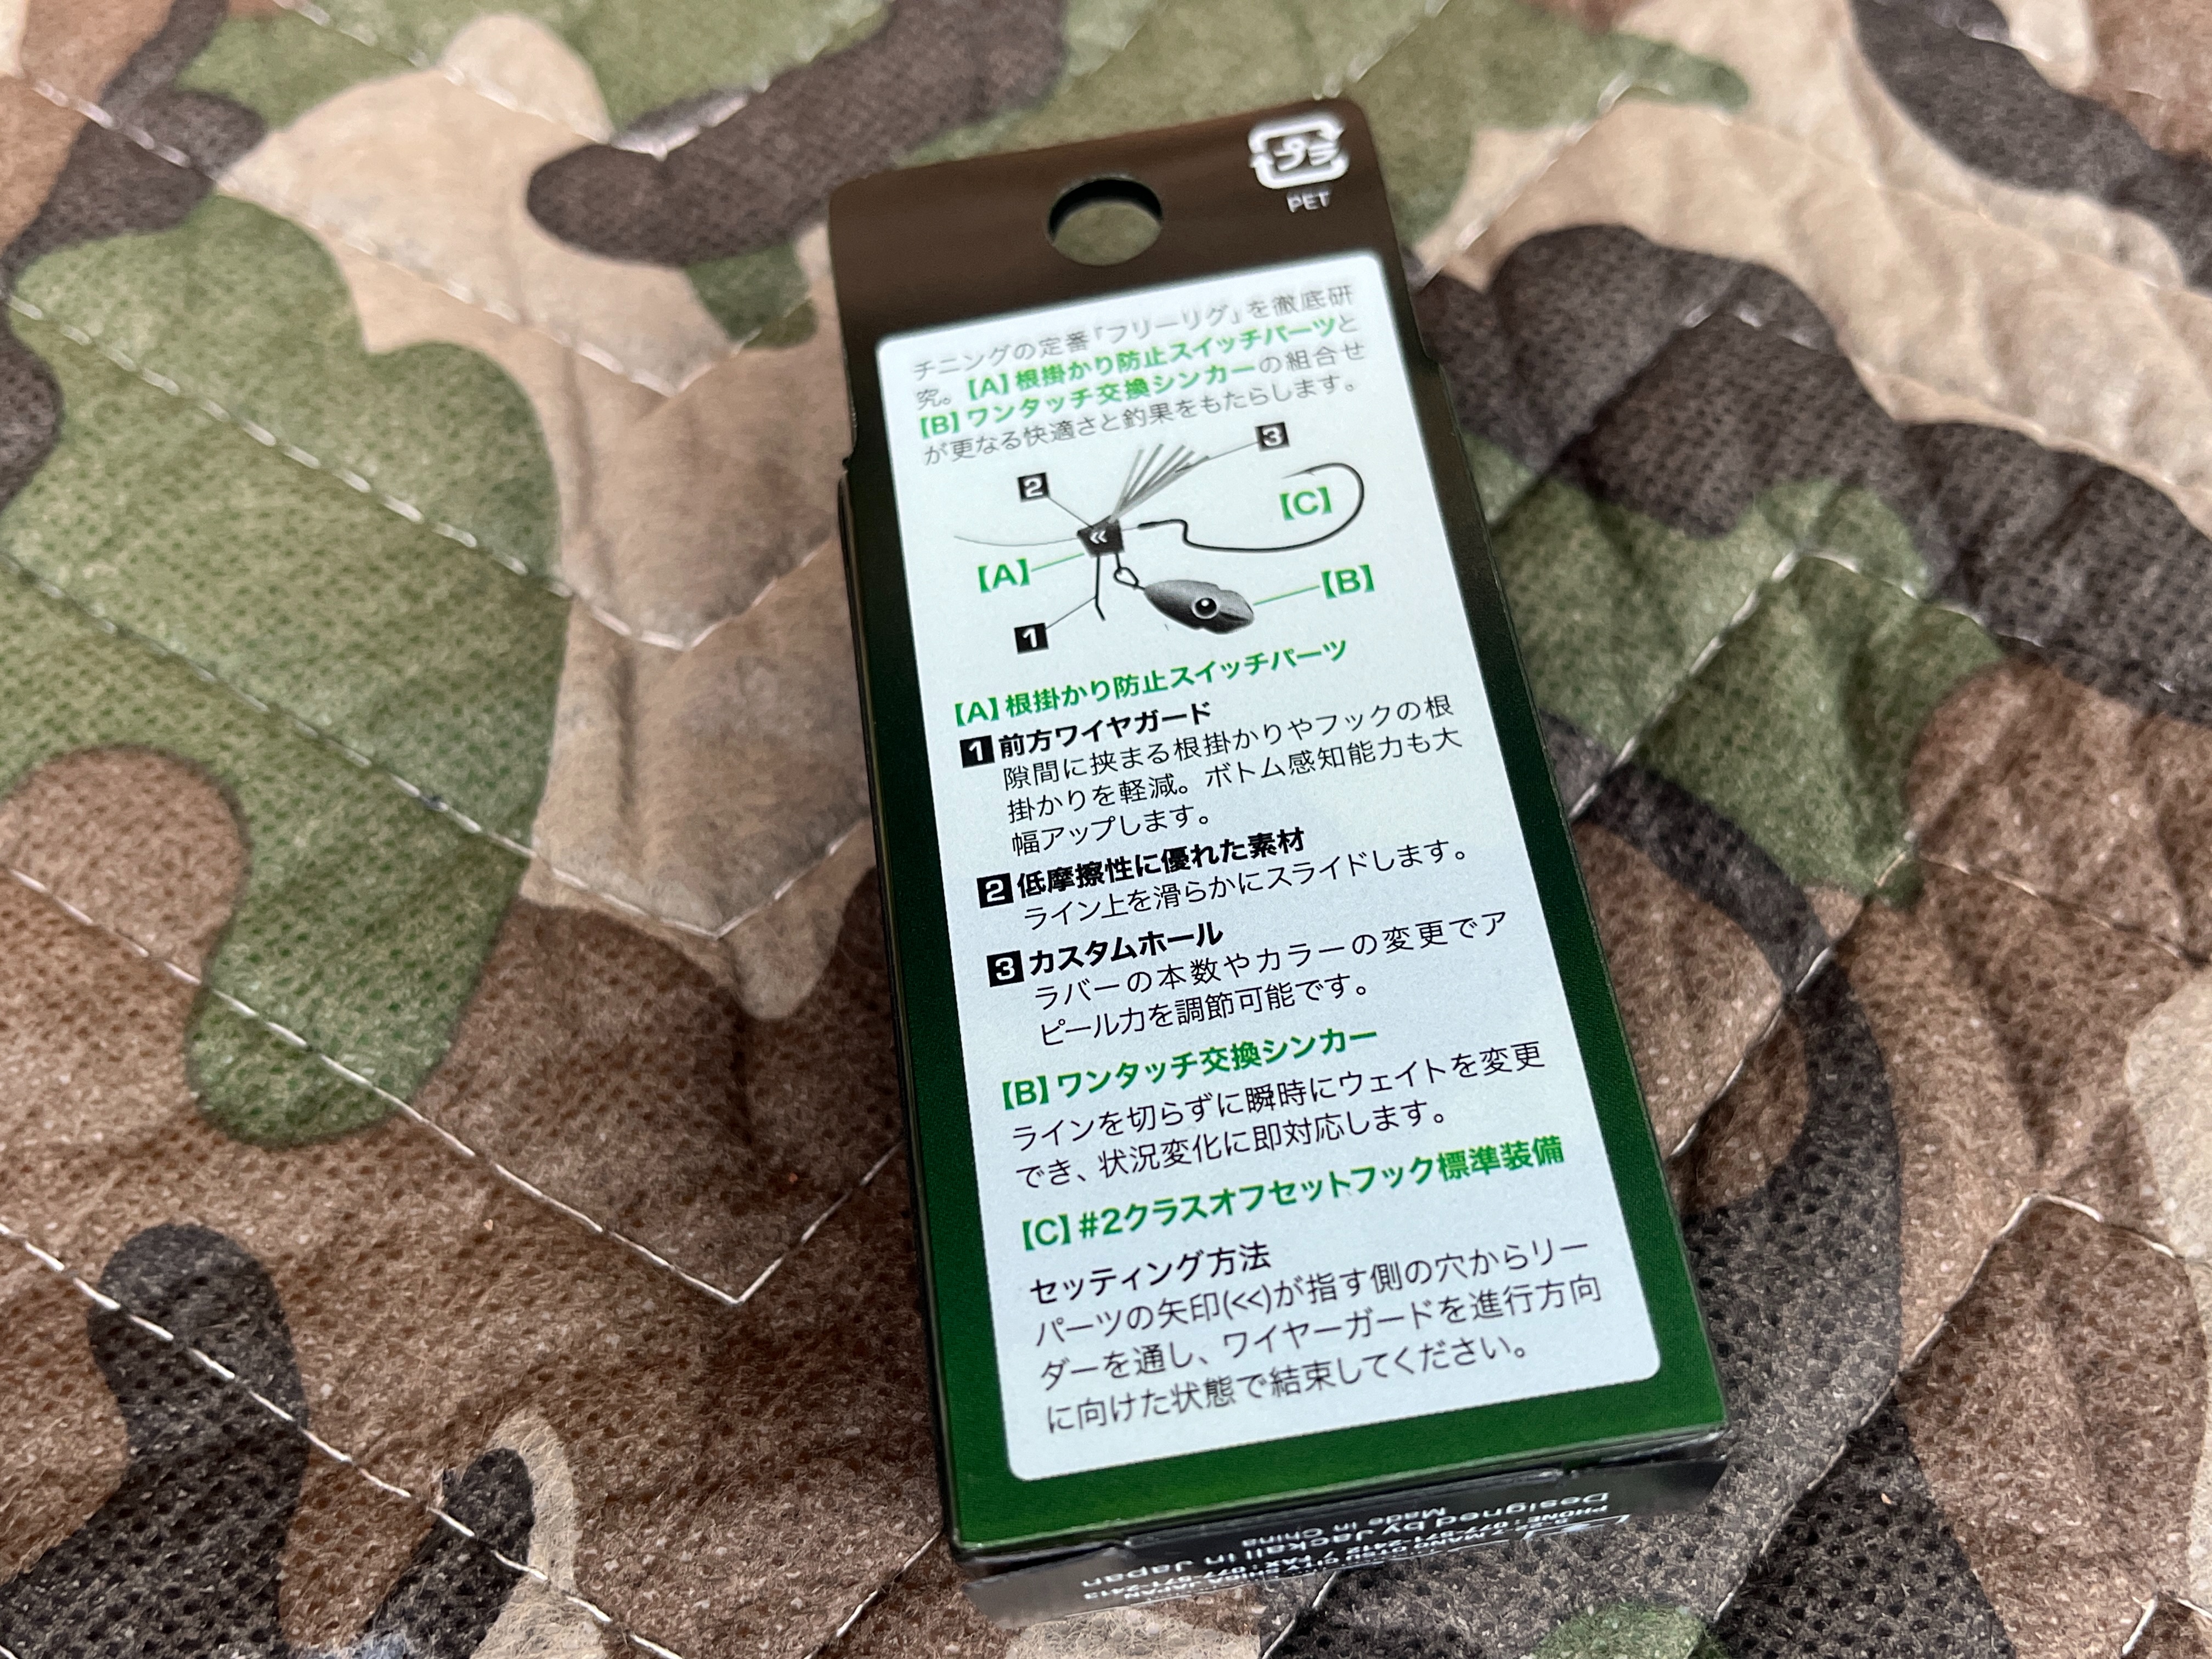 プラ
PET
チニングの定番「フリーリグ」を徹底研
究。【A】根掛かり防止スイッチパーツと
【B】ワンタッチ交換シンカーの組合せ
が更なる快適さと釣果をもたらします。
3
2
【C】
【A】
【B】
1
【A】根掛かり防止スイッチパーツ
1 前方ワイヤガード
隙間に挟まる根掛かりやフックの根
掛かりを軽減。ボトム感知能力も大
幅アップします。
2 低摩擦性に優れた素材
ライン上を滑らかにスライドします。
3 カスタムホール
ラバーの本数やカラーの変更でア
ピール力を調節可能です。
【B】ワンタッチ交換シンカー
ラインを切らずに瞬時にウェイトを変更
でき、状況変化に即対応します。
【C】#2クラスオフセットフック標準装備
セッティング方法
パーツの矢印(<<)が指す側の穴からリー
ダーを通し、ワイヤーガードを進行方向
に向けた状態で結束してください。
Made in China
Designed by Jackall in Japan